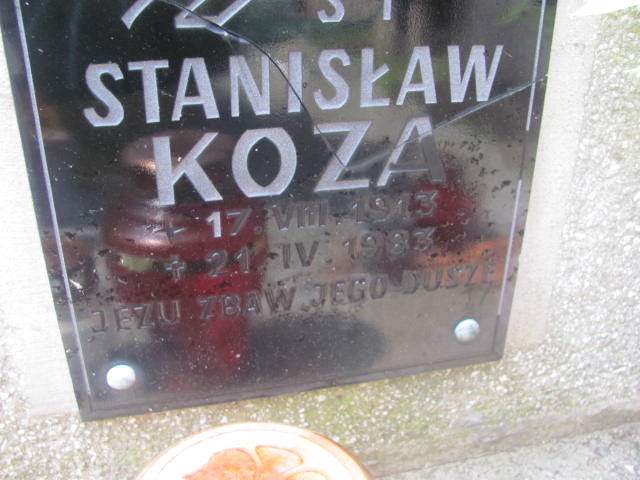 STANISŁAW
KOZA
+ 17. VIII. 1913
+ 21. IV. 1983
JEZU ZBAW JEGO DUSZĘ